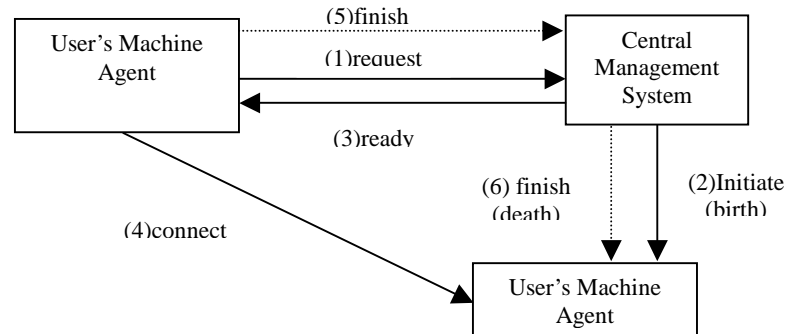 (5)finish
User's Machine
Agent
(1)request
Central
Management
System
(3)ready
(6) finish
(death)
(2)Initiate
(birth)
(4)connect
User's Machine
Agent